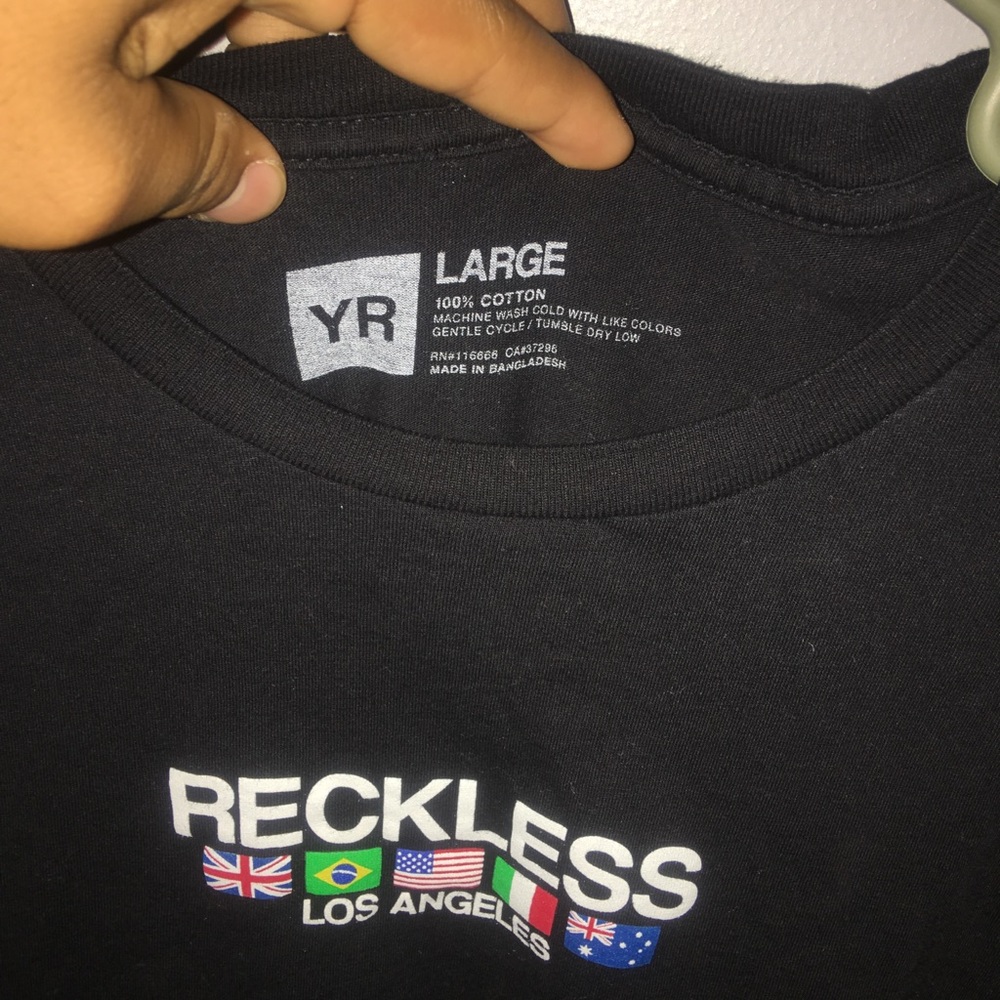 YR
LARGE
100% COTTON
MACHINE WASH COLD WITH LIKE COLORS
GENTLE CYCLE / TUMBLE DRY LOW
RN#116666 CA#37296
MADE IN BANGLADESH
RECKLESS
LOS ANGELES